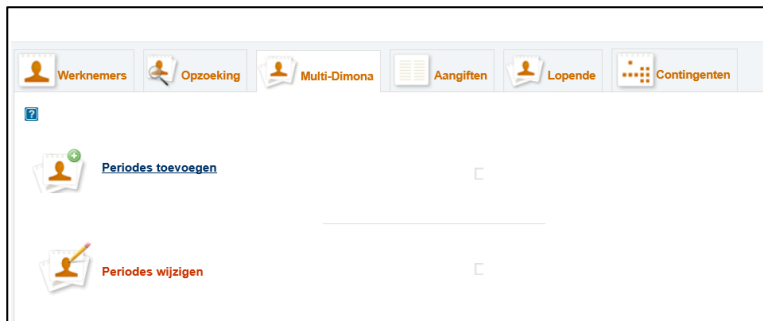 Werknemers
Opzoeking
Multi-Dimona
Aangiften
Lopende
Contingenten
?
Periodes toevoegen
Periodes wijzigen